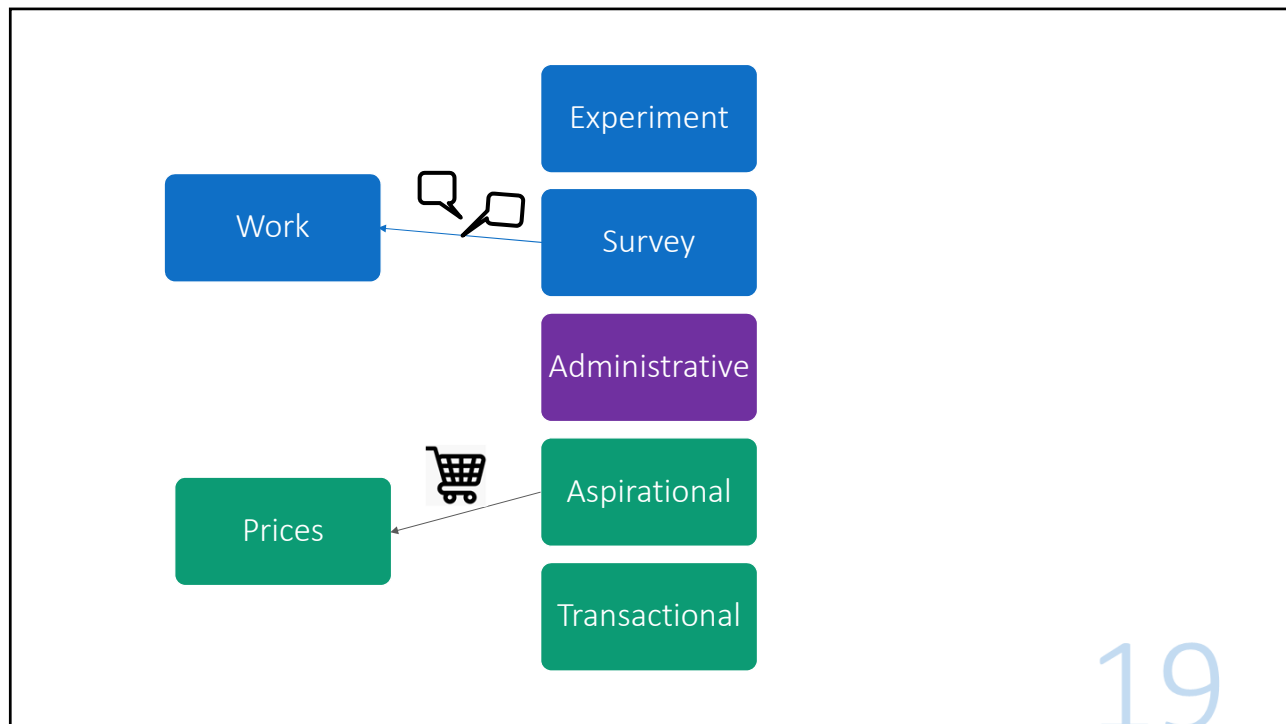 Experiment
Work
Survey
Administrative
Aspirational
Prices
Transactional
19